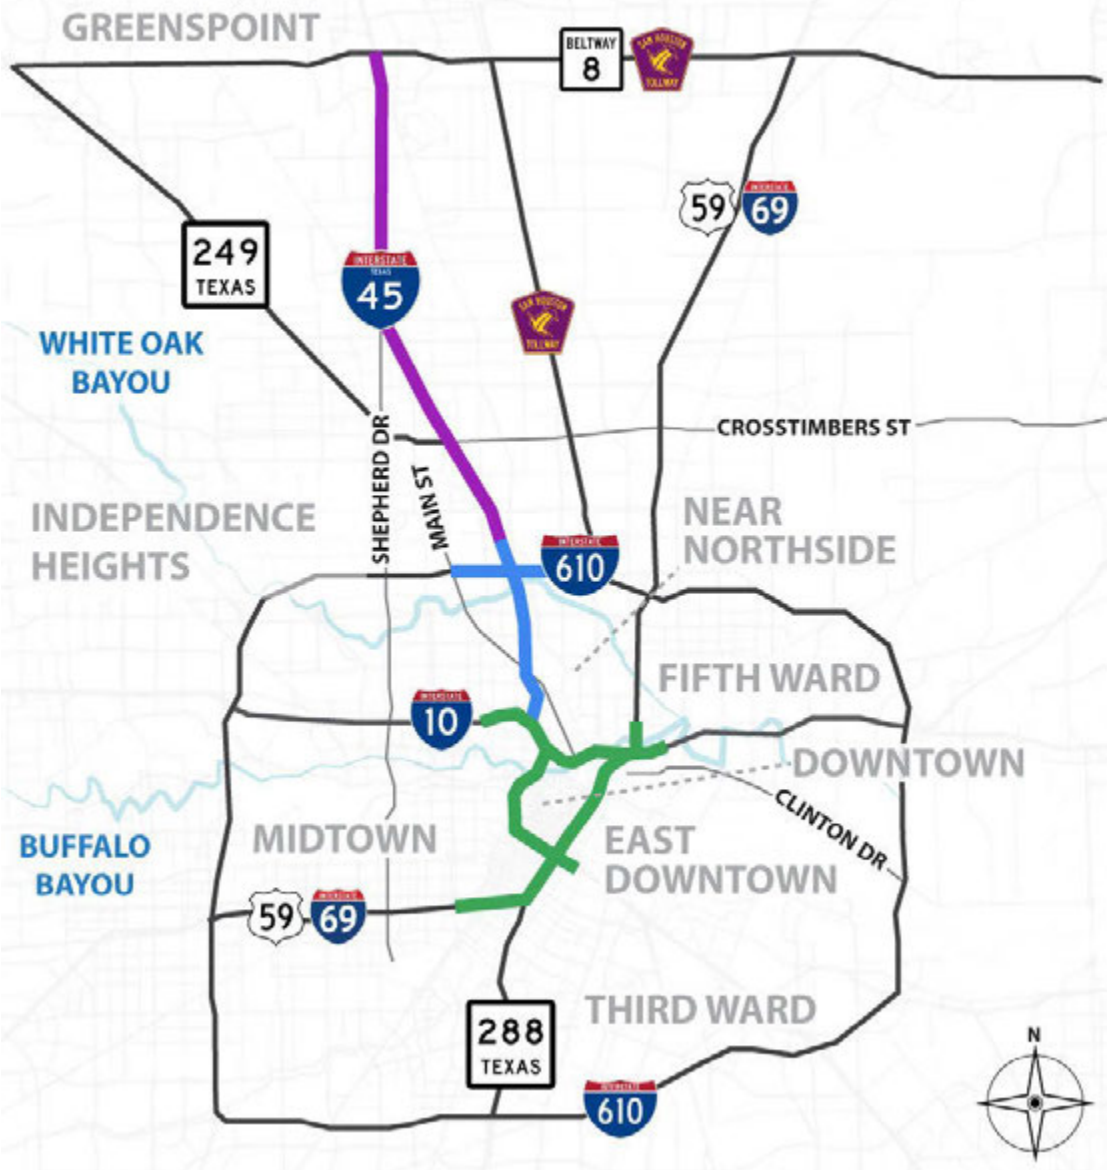 GREENSPOINT
BELTWAY
8
SAM HOUSTON
TOLLWAY
59
INTERSTATE
69
249
TEXAS
INTERSTATE
TEXAS
45
SAM HOUSTON
TOLLWAY
WHITE OAK
BAYOU
CROSSTIMBERS ST
SHEPHERD DR
MAIN ST
INDEPENDENCE
HEIGHTS
NEAR
NORTHSIDE
INTERSTATE
610
FIFTH WARD
INTERSTATE
10
DOWNTOWN
CLINTON DR
MIDTOWN
EAST
DOWNTOWN
BUFFALO
BAYOU
59
INTERSTATE
69
THIRD WARD
288
TEXAS
INTERSTATE
610
N